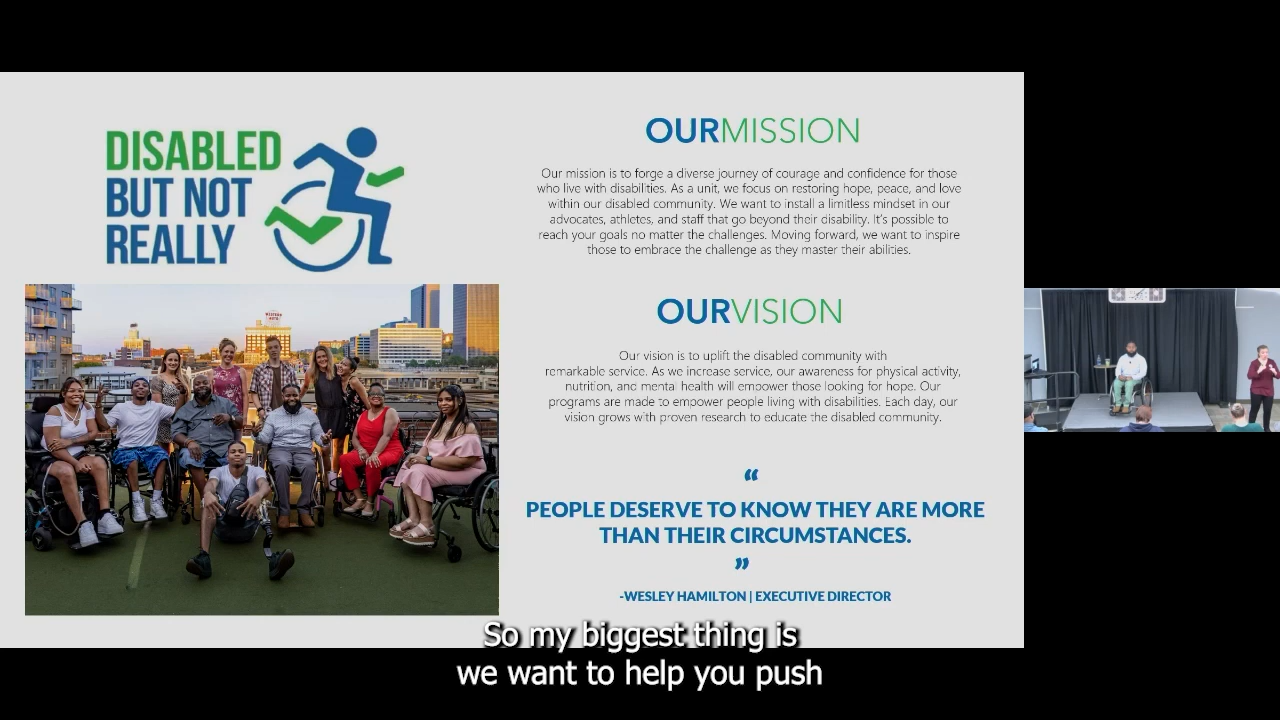 DISABLED
BUT NOT
REALLY
OURMISSION
Our mission is to forge a diverse journey of courage and confidence for those
who live with disabilities. As a unit, we focus on restoring hope, peace, and love
within our disabled community. We want to install a limitless mindset in our
advocates, athletes, and staff that go beyond their disability. It's possible to
reach your goals no matter the challenges. Moving forward, we want to inspire
those to embrace the challenge as they master their abilities.
OURVISION
Our vision is to uplift the disabled community with
remarkable service. As we increase service, our awareness for physical activity,
nutrition, and mental health will empower those looking for hope. Our
programs are made to empower people living with disabilities. Each day, our
vision grows with proven research to educate the disabled community.
“
PEOPLE DESERVE TO KNOW THEY ARE MORE
THAN THEIR CIRCUMSTANCES.
”
-WESLEY HAMILTON | EXECUTIVE DIRECTOR
So my biggest thing is
we want to help you push